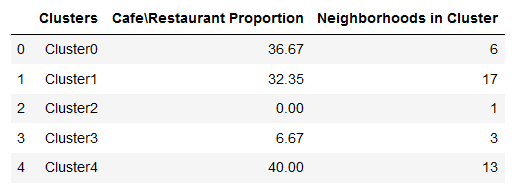 Clusters Cafe\Restaurant Proportion Neighborhoods in Cluster
0 Cluster0 36.67 6
1 Cluster1 32.35 17
2 Cluster2 0.00 1
3 Cluster3 6.67 3
4 Cluster4 40.00 13